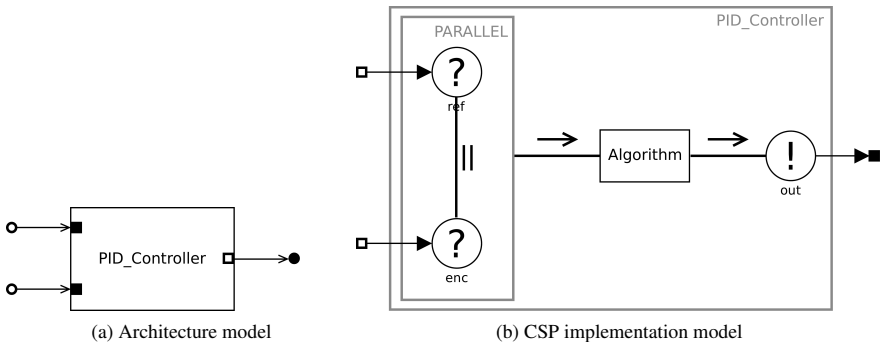 PID_Controller
(a) Architecture model
PID_Controller
PARALLEL
?
ref
||
?
enc
Algorithm
!
out
(b) CSP implementation model